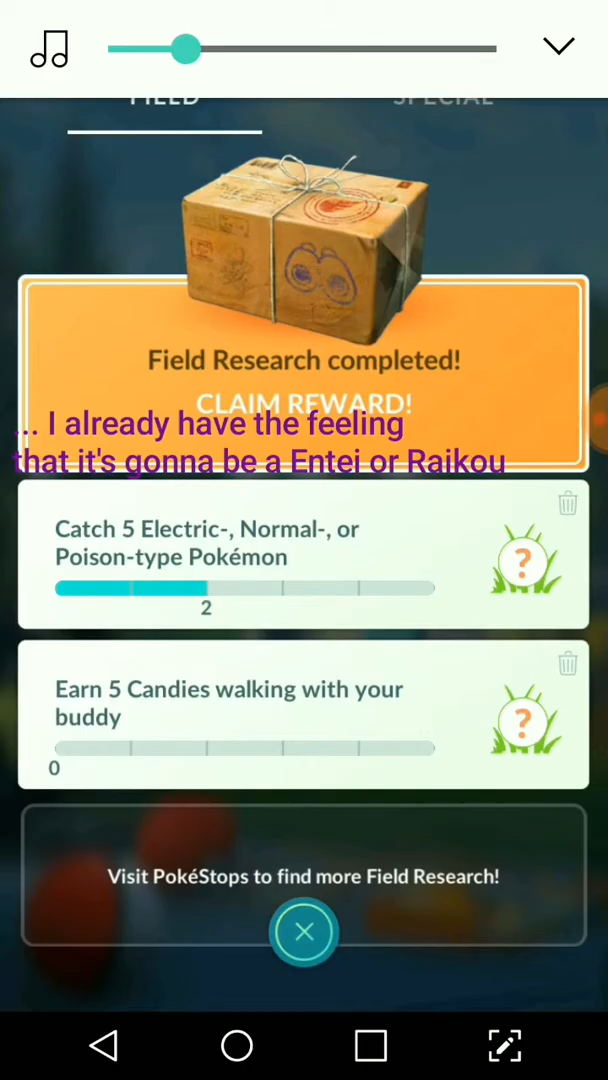 FIELD SPECIAL
Field Research completed!
CLAIM REWARD!
... I already have the feeling
that it's gonna be a Entei or Raikou
Catch 5 Electric-, Normal-, or
Poison-type Pokémon
?
2
Earn 5 Candies walking with your
buddy
?
0
Visit PokéStops to find more Field Research!